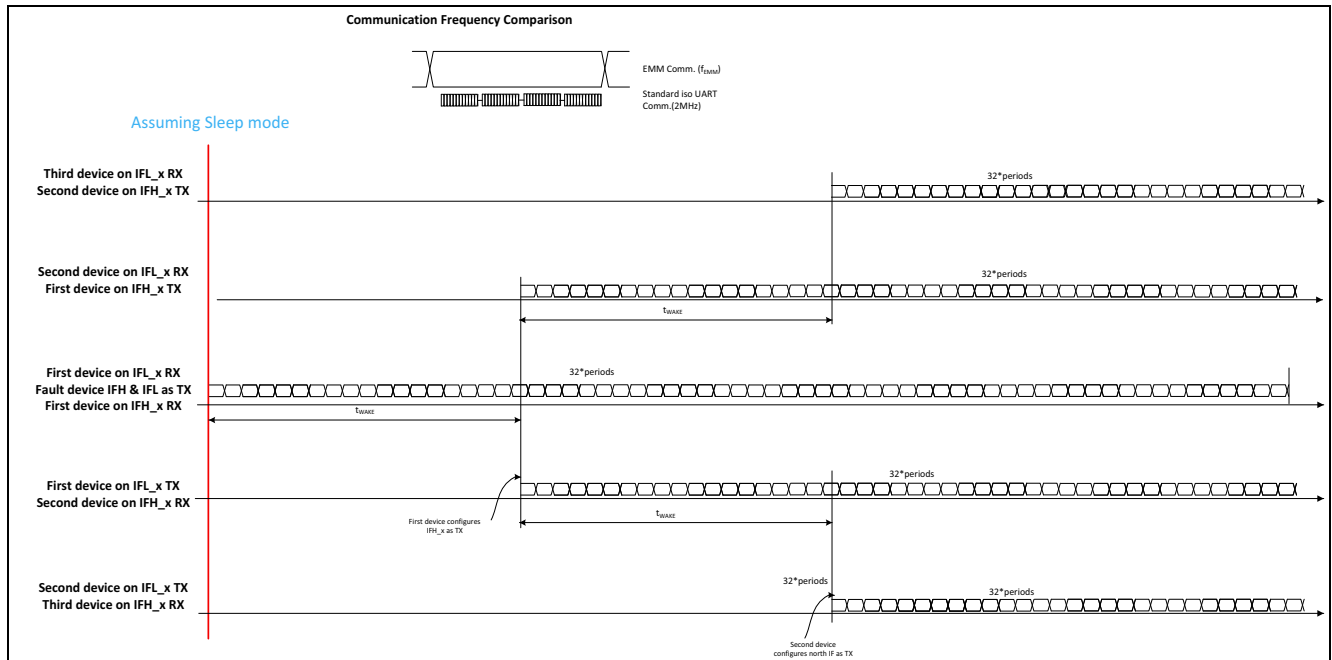 Communication Frequency Comparison
EMM Comm. (fEMM)
Standard iso UART
Comm.(2MHz)
Assuming Sleep mode
Third device on IFL_x RX
Second device on IFH_x TX
32*periods
Second device on IFL_x RX
First device on IFH_x TX
32*periods
tWAKE
First device on IFL_x RX
Fault device IFH & IFL as TX
First device on IFH_x RX
32*periods
tWAKE
First device on IFL_x TX
Second device on IFH_x RX
32*periods
tWAKE
First device configures
IFH_x as TX
Second device on IFL_x TX
Third device on IFH_x RX
32*periods
32*periods
Second device
configures north IF as TX